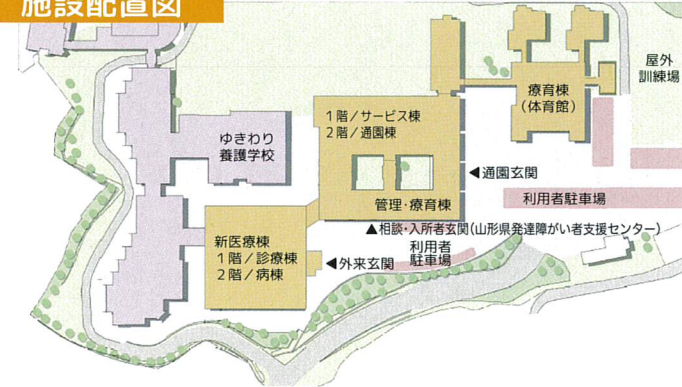 施設配置図
屋外
訓練場
療育棟
(体育館)
1階/サービス棟
2階/通園棟
ゆきわり
養護学校
◀通園玄関
利用者駐車場
管理・療育棟
▲相談・入所者玄関(山形県発達障がい者支援センター)
新医療棟
1階/診療棟
2階/病棟
◀外来玄関
利用者
駐車場